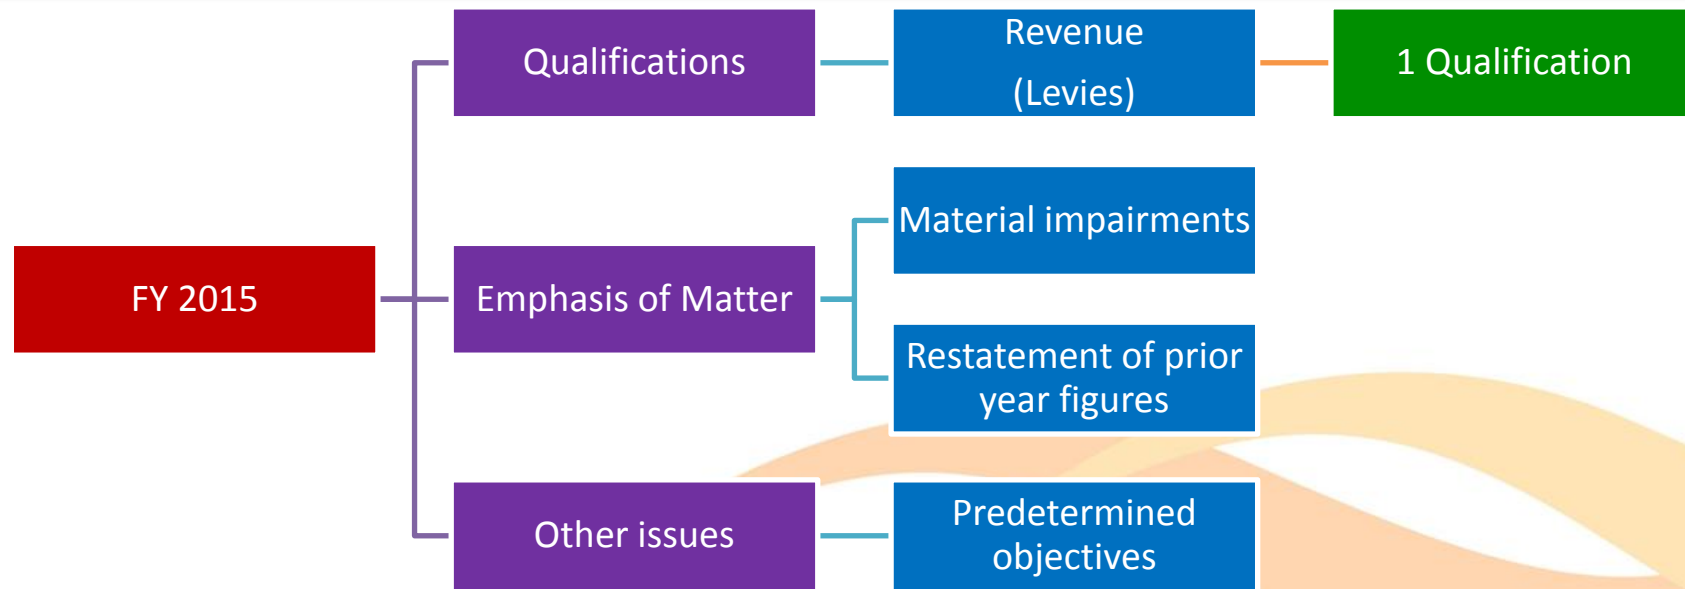 Qualifications
Revenue
(Levies)
1 Qualification
Material impairments
FY 2015
Emphasis of Matter
Restatement of prior
year figures
Other issues
Predetermined
objectives